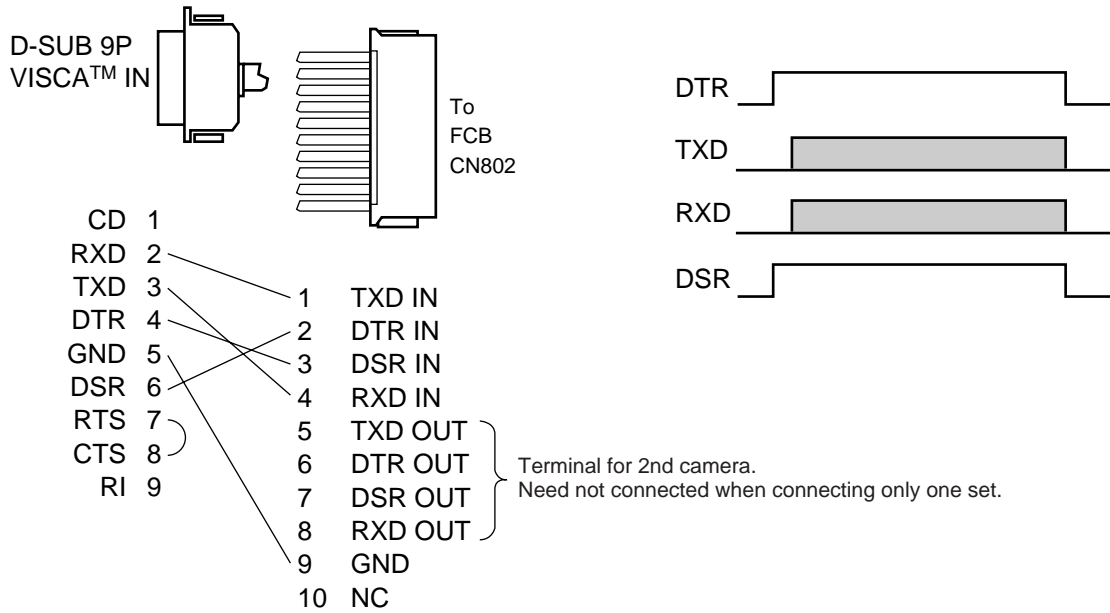 D-SUB 9P
VISCA™ IN
To
FCB
CN802
CD 1
RXD 2
TXD 3
DTR 4
GND 5
DSR 6
RTS 7
CTS 8
RI 9
1 TXD IN
2 DTR IN
3 DSR IN
4 RXD IN
5 TXD OUT
6 DTR OUT
7 DSR OUT
8 RXD OUT
9 GND
10 NC
Terminal for 2nd camera.
Need not connected when connecting only one set.
DTR
TXD
RXD
DSR